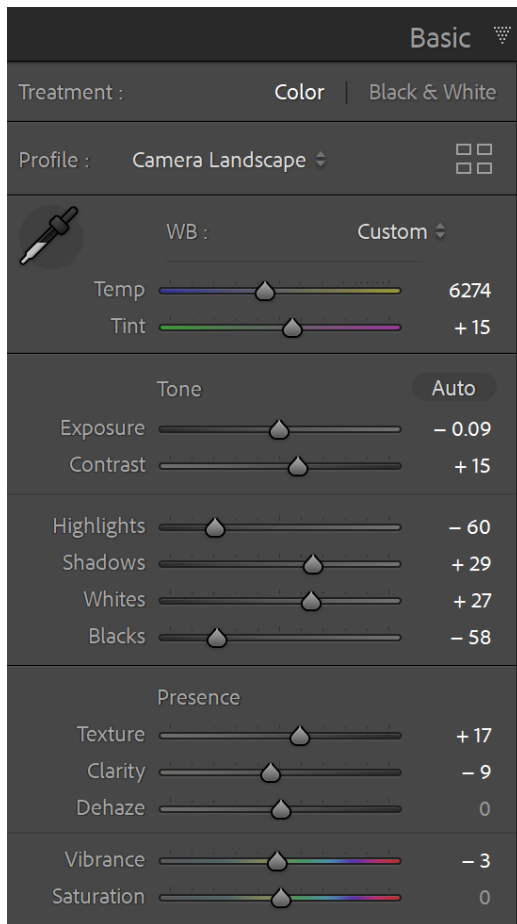 Basic
Treatment : Color | Black & White
Profile : Camera Landscape
WB : Custom
Temp 6274
Tint + 15
Tone Auto
Exposure – 0.09
Contrast + 15
Highlights – 60
Shadows + 29
Whites + 27
Blacks – 58
Presence
Texture + 17
Clarity – 9
Dehaze 0
Vibrance – 3
Saturation 0